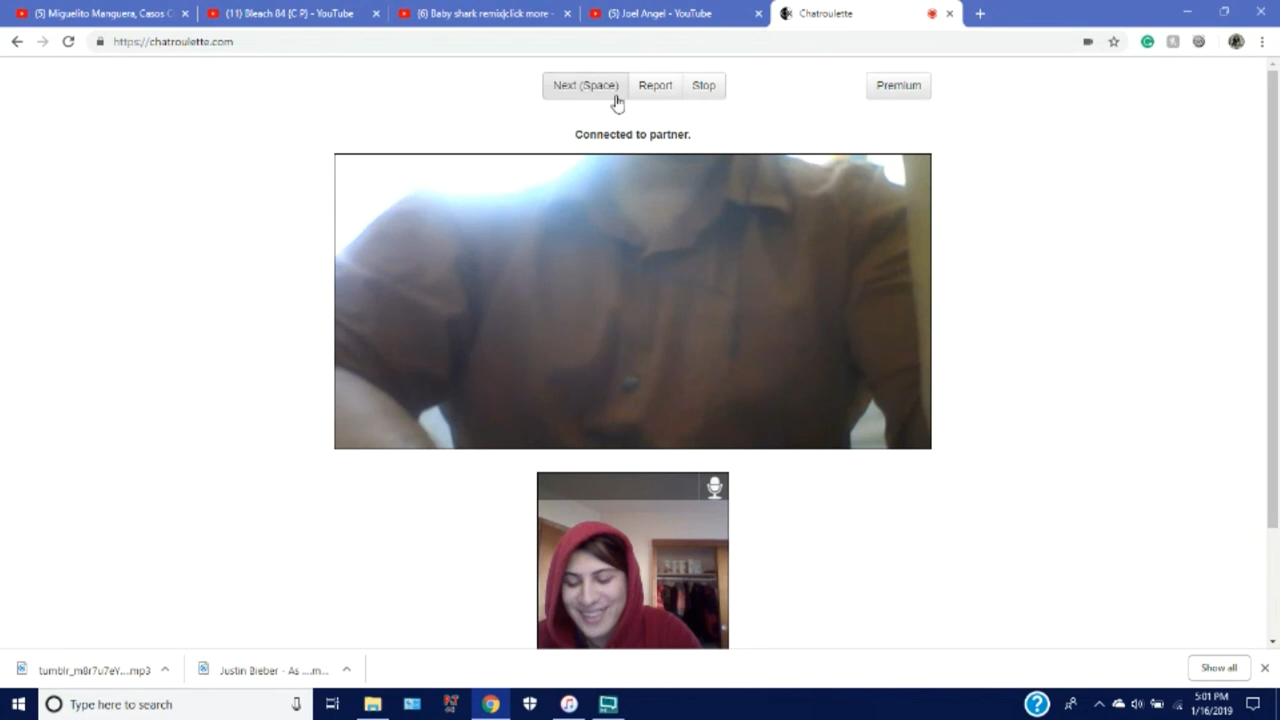 (5) Miguelito Manguera, Casos C
(11) Bleach 84 {C P} - YouTube
(6) Baby shark remix|click more -
(5) Joel Angel - YouTube
Chatroulette
https://chatroulette.com
Next (Space)
Report
Stop
Premium
Connected to partner.
tumblr_m8r7u7eY....mp3
Justin Bieber - As ....m...
Show all
Type here to search
5:01 PM
1/16/2019